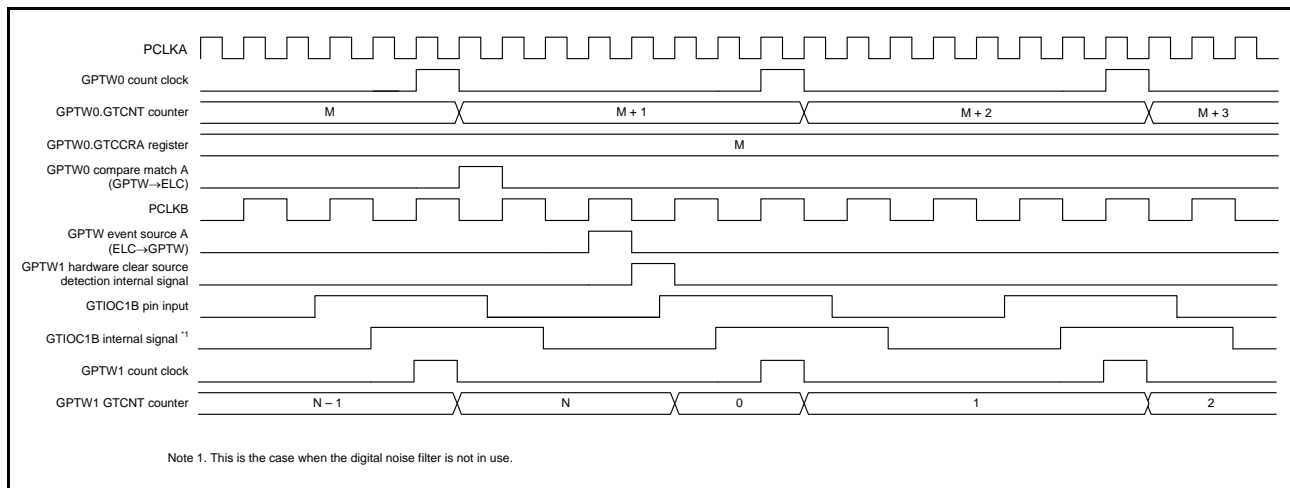 PCLKA
GPTW0 count clock
GPTW0.GTCNT counter
M
M + 1
M + 2
M + 3
GPTW0.GTCCRA register
M
GPTW0 compare match A
(GPTW→ELC)
PCLKB
GPTW event source A
(ELC→GPTW)
GPTW1 hardware clear source
detection internal signal
GTIOC1B pin input
GTIOC1B internal signal *1
GPTW1 count clock
GPTW1 GTCNT counter
N – 1
N
0
1
2
Note 1. This is the case when the digital noise filter is not in use.